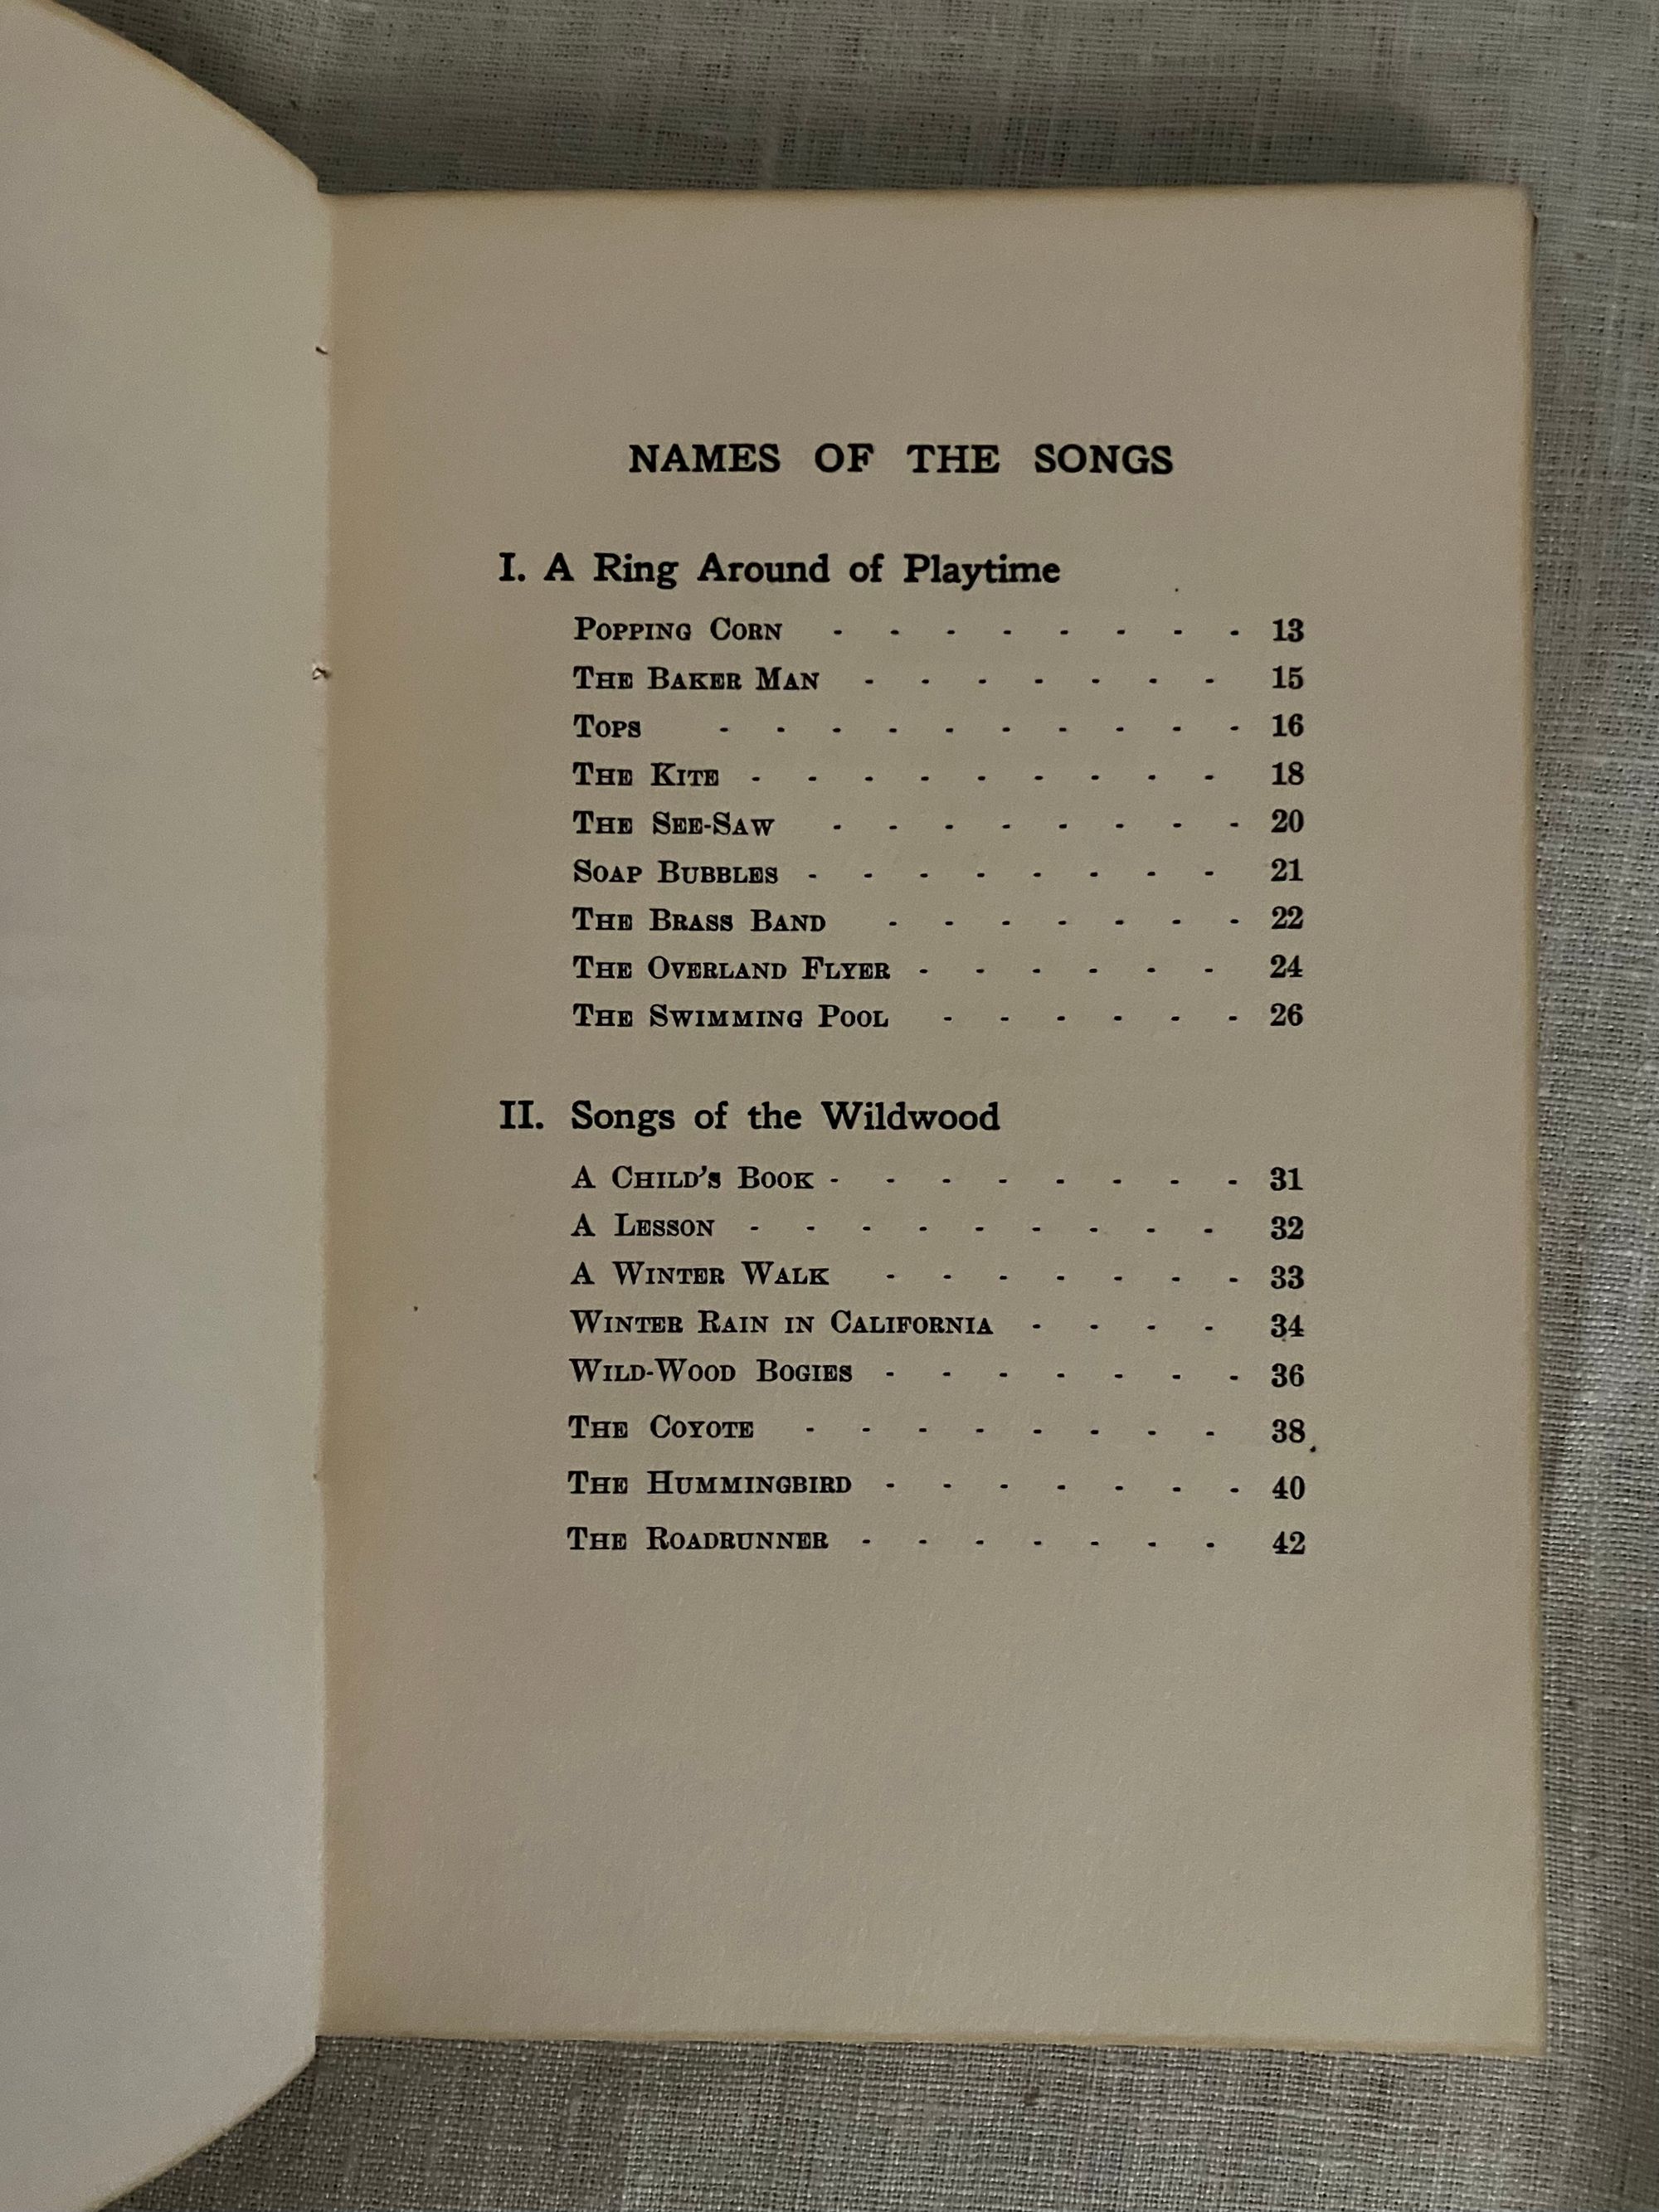 NAMES OF THE SONGS
I. A Ring Around of Playtime
POPPING CORN - - - - - - - - 13
THE BAKER MAN - - - - - - - 15
TOPS - - - - - - - - - - 16
THE KITE - - - - - - - - - 18
THE SEE-SAW - - - - - - - - 20
SOAP BUBBLES - - - - - - - - 21
THE BRASS BAND - - - - - - - 22
THE OVERLAND FLYER - - - - - - 24
THE SWIMMING POOL - - - - - - 26
II. Songs of the Wildwood
A CHILD'S BOOK - - - - - - - - 31
A LESSON - - - - - - - - - 32
A WINTER WALK - - - - - - - 33
WINTER RAIN IN CALIFORNIA - - - - 34
WILD-WOOD BOGIES - - - - - - - 36
THE COYOTE - - - - - - - - 38
THE HUMMINGBIRD - - - - - - - 40
THE ROADRUNNER - - - - - - - 42